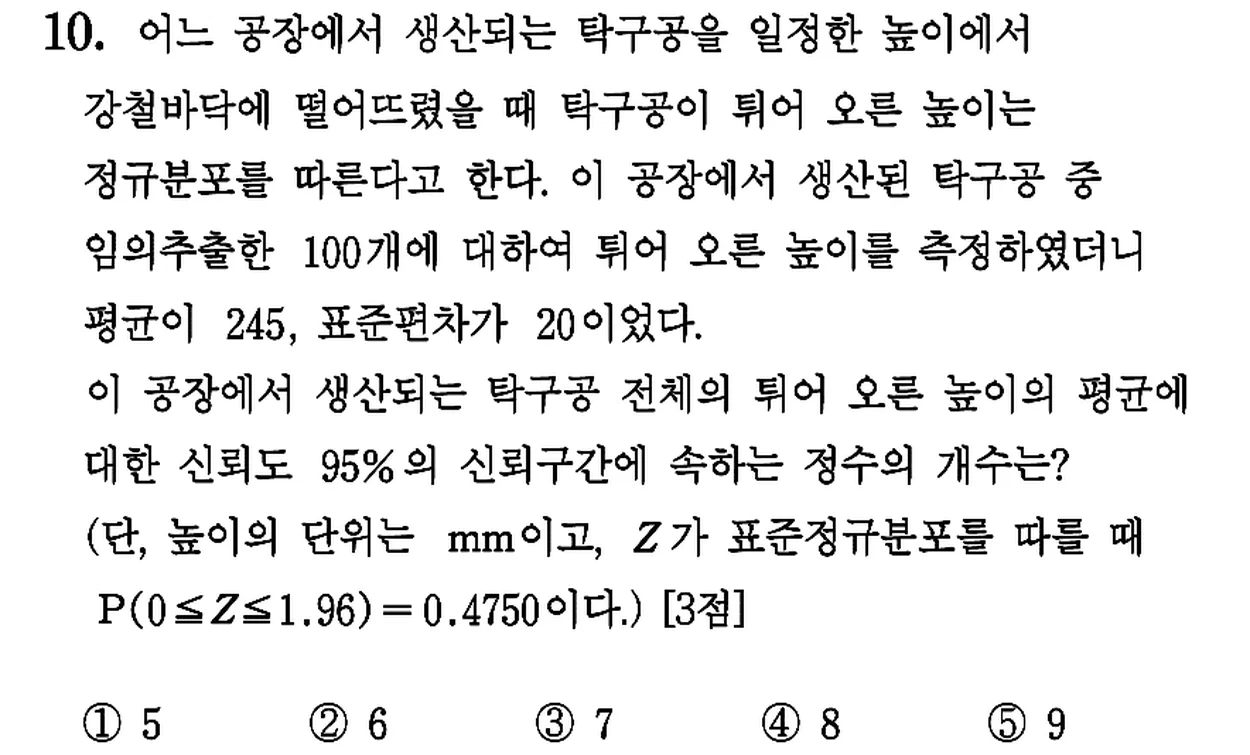 10. 어느 공장에서 생산되는 탁구공을 일정한 높이에서
강철바닥에 떨어뜨렸을 때 탁구공이 튀어 오른 높이는
정규분포를 따른다고 한다. 이 공장에서 생산된 탁구공 중
임의추출한 100개에 대하여 튀어 오른 높이를 측정하였더니
평균이 245, 표준편차가 20이었다.
이 공장에서 생산되는 탁구공 전체의 튀어 오른 높이의 평균에
대한 신뢰도 95%의 신뢰구간에 속하는 정수의 개수는?
(단, 높이의 단위는 mm이고, Z가 표준정규분포를 따를 때
P(0≦Z≦1.96)=0.4750이다.) [3점]
① 5 ② 6 ③ 7 ④ 8 ⑤ 9